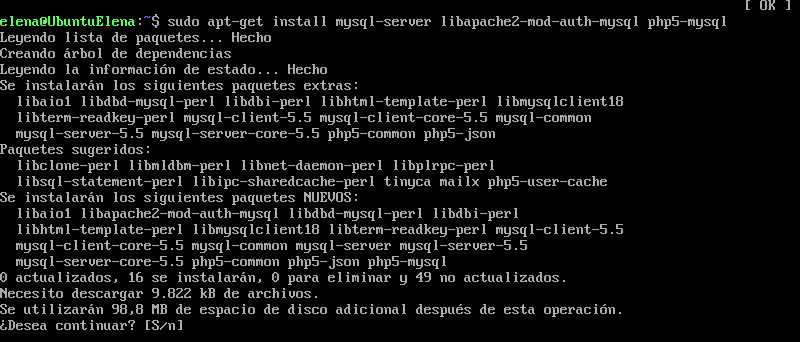 [ OK ]
elena@UbuntuElena:~$ sudo apt-get install mysql-server libapache2-mod-auth-mysql php5-mysql
Leyendo lista de paquetes... Hecho
Creando árbol de dependencias
Leyendo la información de estado... Hecho
Se instalarán los siguientes paquetes extras:
  libaio1 libdbd-mysql-perl libdbi-perl libhtml-template-perl libmysqlclient18
  libterm-readkey-perl mysql-client-5.5 mysql-client-core-5.5 mysql-common
  mysql-server-5.5 mysql-server-core-5.5 php5-common php5-json
Paquetes sugeridos:
  libclone-perl libmldbm-perl libnet-daemon-perl libplrpc-perl
  libsql-statement-perl libipc-sharedcache-perl tinyca mailx php5-user-cache
Se instalarán los siguientes paquetes NUEVOS:
  libaio1 libapache2-mod-auth-mysql libdbd-mysql-perl libdbi-perl
  libhtml-template-perl libmysqlclient18 libterm-readkey-perl mysql-client-5.5
  mysql-client-core-5.5 mysql-common mysql-server mysql-server-5.5
  mysql-server-core-5.5 php5-common php5-json php5-mysql
0 actualizados, 16 se instalarán, 0 para eliminar y 49 no actualizados.
Necesito descargar 9.822 kB de archivos.
Se utilizarán 98,8 MB de espacio de disco adicional después de esta operación.
¿Desea continuar? [S/n]